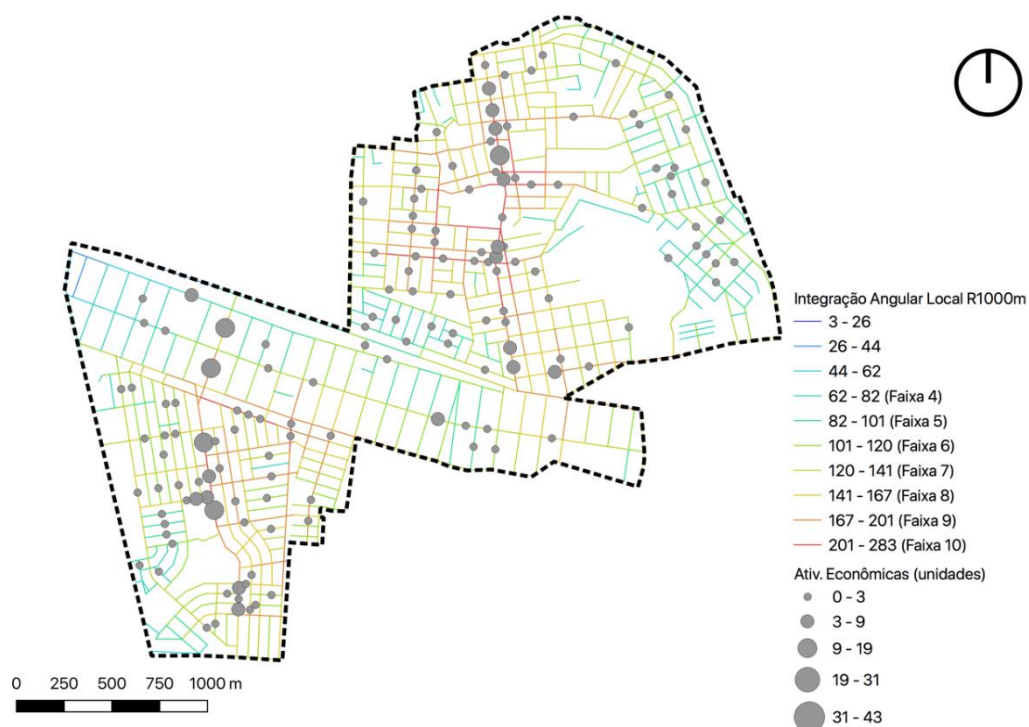 Integração Angular Local R1000m
3 - 26
26 - 44
44 - 62
62 - 82 (Faixa 4)
82 - 101 (Faixa 5)
101 - 120 (Faixa 6)
120 - 141 (Faixa 7)
141 - 167 (Faixa 8)
167 - 201 (Faixa 9)
201 - 283 (Faixa 10)
Ativ. Econômicas (unidades)
0 - 3
3 - 9
9 - 19
19 - 31
31 - 43
0 250 500 750 1000 m